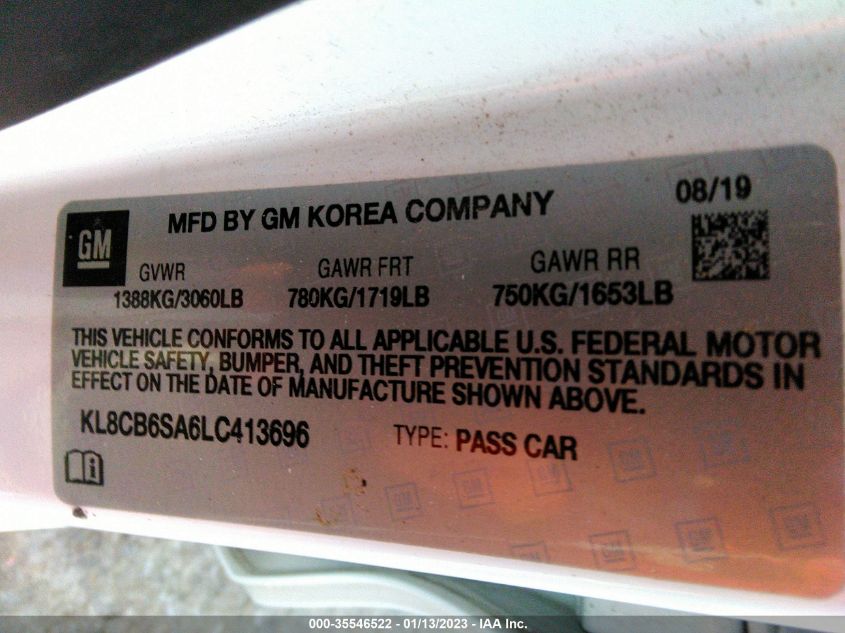 GM
MFD BY GM KOREA COMPANY
08/19
GVWR
GAWR FRT
GAWR RR
1388KG/3060LB
780KG/1719LB
750KG/1653LB
THIS VEHICLE CONFORMS TO ALL APPLICABLE U.S. FEDERAL MOTOR
VEHICLE SAFETY, BUMPER, AND THEFT PREVENTION STANDARDS IN
EFFECT ON THE DATE OF MANUFACTURE SHOWN ABOVE.
KL8CB6SA6LC413696
TYPE: PASS CAR
000-35546522 - 01/13/2023 - IAA Inc.